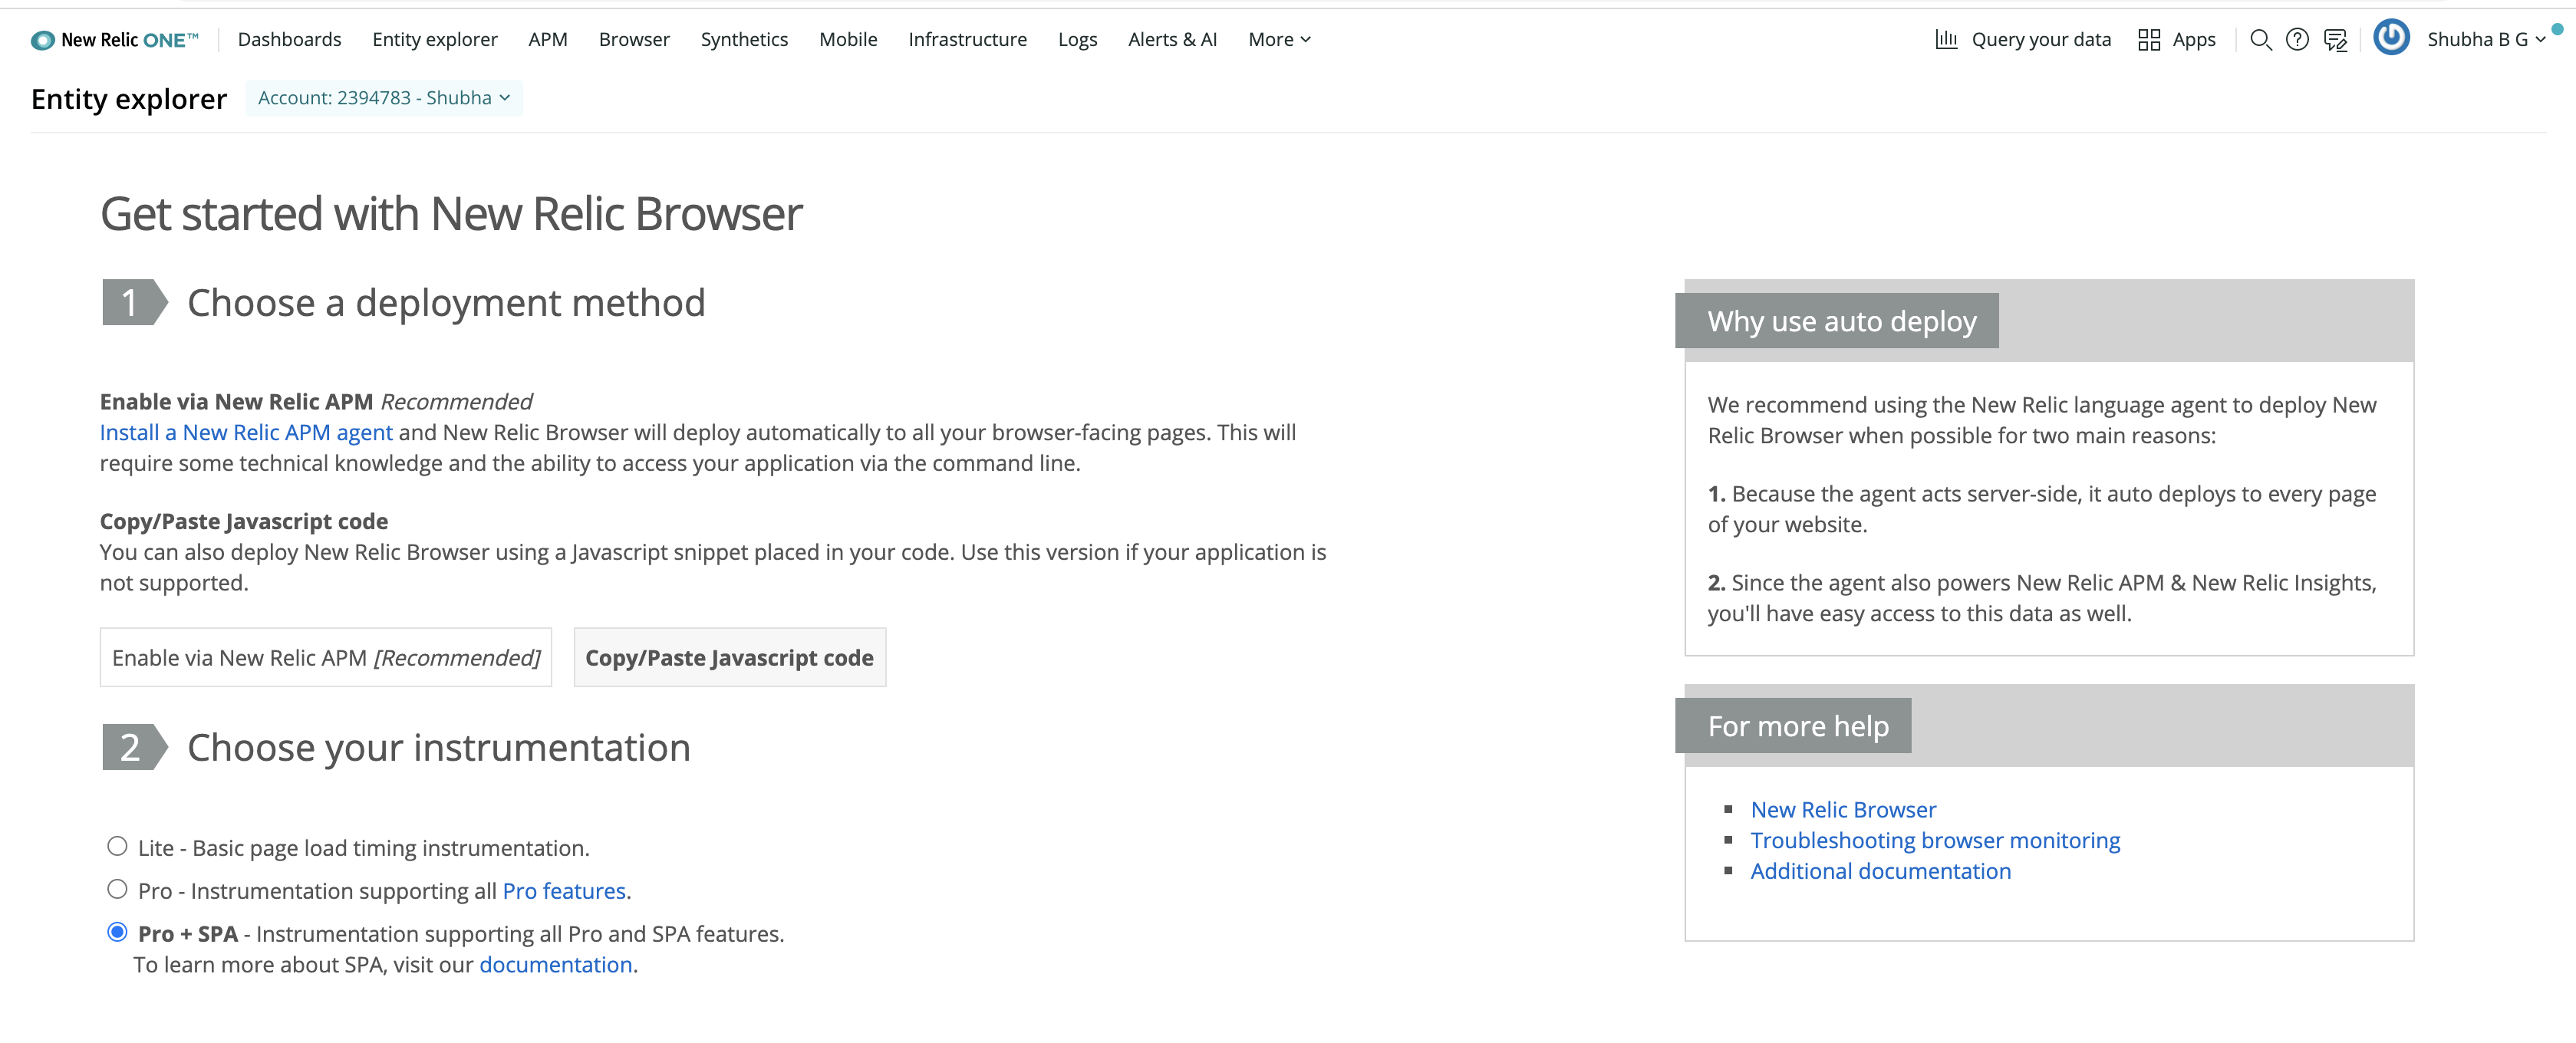 New Relic ONE™
Dashboards
Entity explorer
APM
Browser
Synthetics
Mobile
Infrastructure
Logs
Alerts & AI
More
Query your data
Apps
Shubha B G
Entity explorer
Account: 2394783 - Shubha
Get started with New Relic Browser
1
Choose a deployment method
Enable via New Relic APM Recommended
Install a New Relic APM agent and New Relic Browser will deploy automatically to all your browser-facing pages. This will
require some technical knowledge and the ability to access your application via the command line.
Copy/Paste Javascript code
You can also deploy New Relic Browser using a Javascript snippet placed in your code. Use this version if your application is
not supported.
Enable via New Relic APM [Recommended]
Copy/Paste Javascript code
2
Choose your instrumentation
Lite - Basic page load timing instrumentation.
Pro - Instrumentation supporting all Pro features.
Pro + SPA - Instrumentation supporting all Pro and SPA features.
To learn more about SPA, visit our documentation.
Why use auto deploy
We recommend using the New Relic language agent to deploy New
Relic Browser when possible for two main reasons:
1. Because the agent acts server-side, it auto deploys to every page
of your website.
2. Since the agent also powers New Relic APM & New Relic Insights,
you'll have easy access to this data as well.
For more help
New Relic Browser
Troubleshooting browser monitoring
Additional documentation